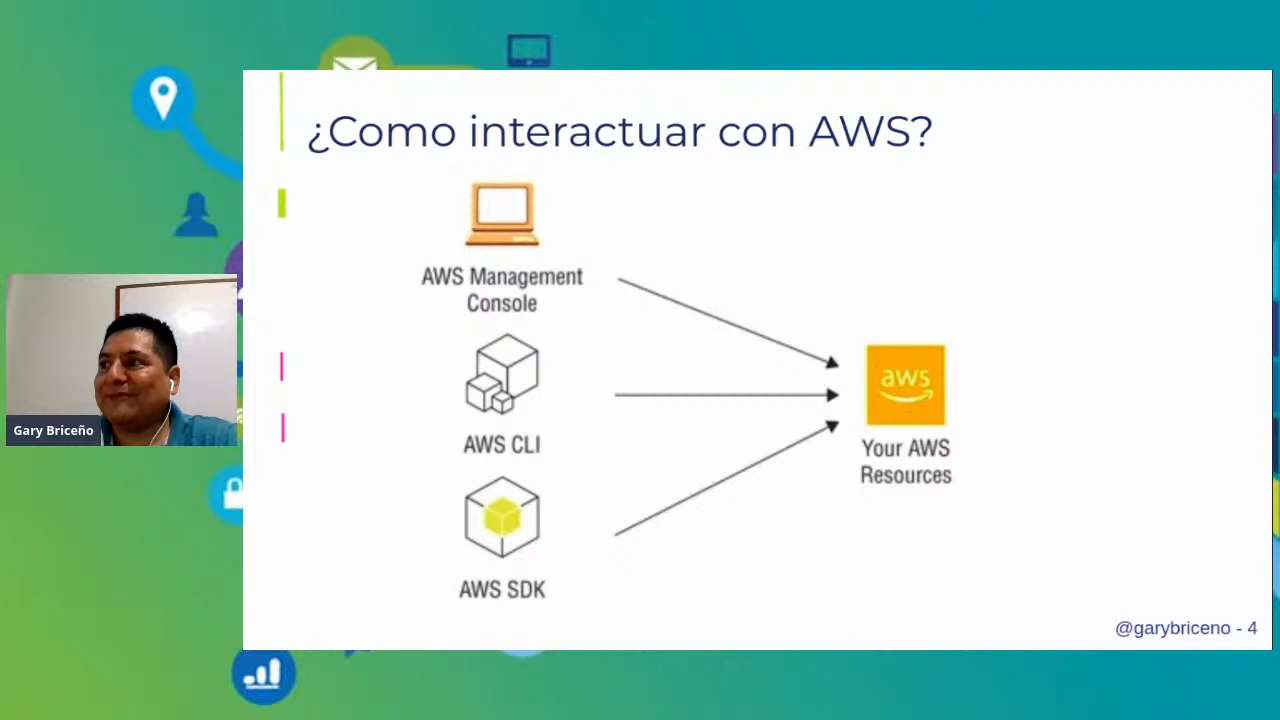 ¿Como interactuar con AWS?
AWS Management
Console
AWS CLI
AWS SDK
aws
Your AWS
Resources
Gary Briceño
@garybriceno - 4